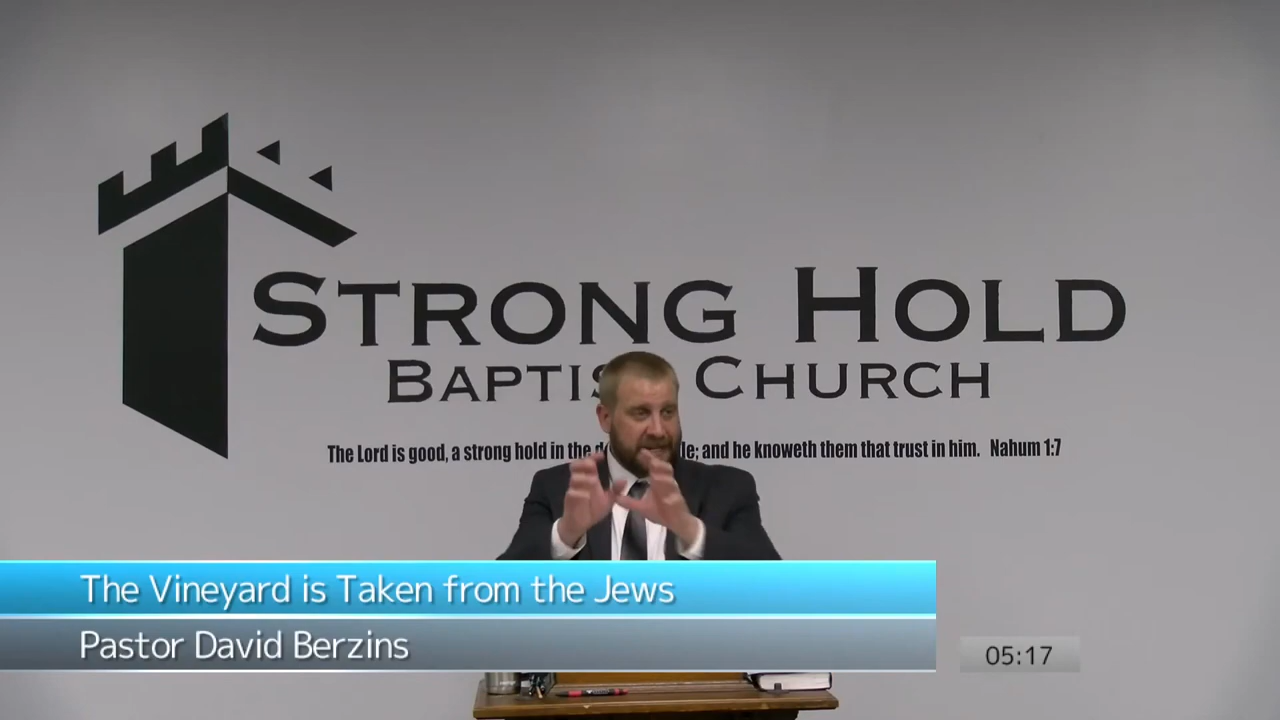 STRONG HOLD
BAPTIS CHURCH
The Lord is good, a strong hold in the le; and he knoweth them that trust in him. Nahum 1:7
The Vineyard is Taken from the Jews
Pastor David Berzins
05:17